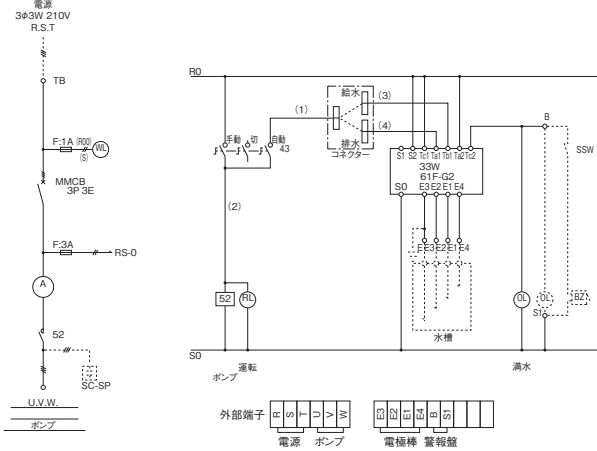 電源
3φ3W 210V
R.S.T
TB
F:1A (R00) WL
(S)
MMCB
3P 3E
F:3A
RS-0
A
52
SC-SP
U.V.W.
ポンプ
R0
手動 切 自動
43
(1)
(2)
給水 (3)
(4)
排水
コネクター
S1 S2 Tc1 Ta1 Tb1 Ta2 Tc2
33W
61F-G2
S0 E3 E2 E1 E4
E E3 E2 E1 E4
水槽
B
SSW
52 RL
OL OL BZ
S1
S0
ポンプ 運転
満水
外部端子 R S T U V W
電源 ポンプ
E3 E2 E1 E4 B S1
電極棒 警報盤